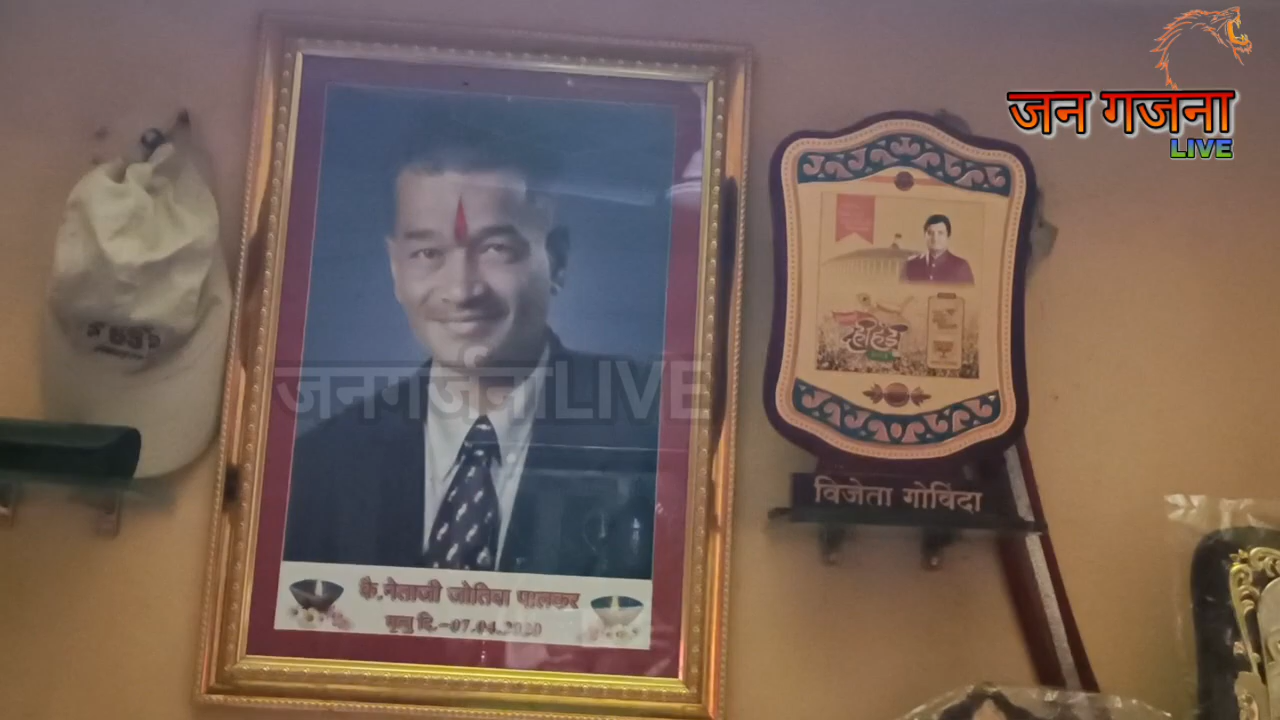 जन गजना
LIVE
जनगर्जनाLIVE
विजेता गोविंदा
कै.नेताजी जोतिबा पालकर
मृत्यु दि.-07.04.2020